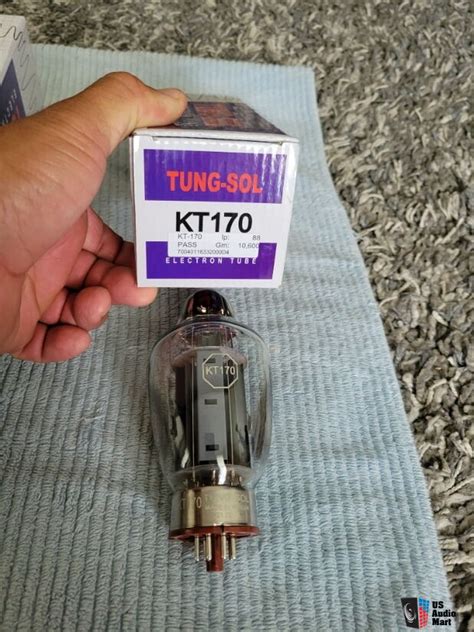 TUNG-SOL
KT170
KT-170 Ip: 88
PASS Gm: 10,600
ELECTRON TUBE
KT170
US
Audio
Mart